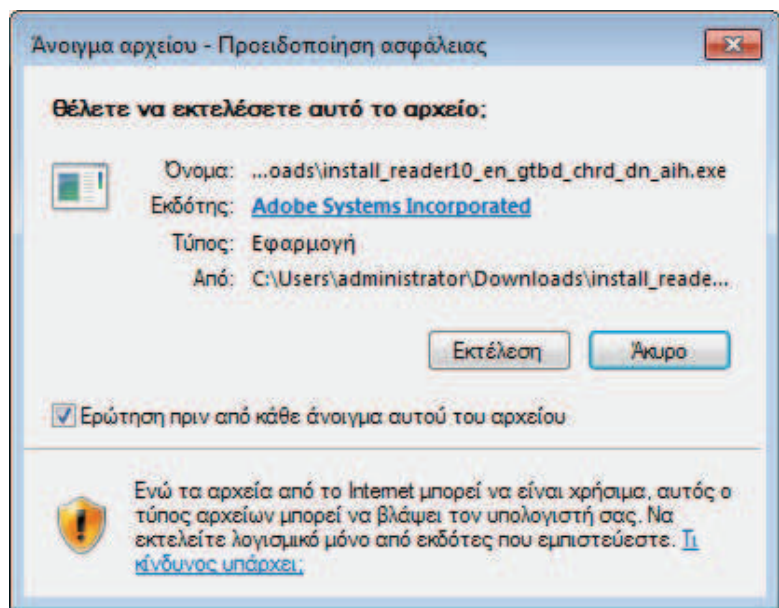 Άνοιγμα αρχείου - Προειδοποίηση ασφάλειας
Θέλετε να εκτελέσετε αυτό το αρχείο;
Όνομα: ...oads\install_reader10_en_gtbd_chrd_dn_aih.exe
Εκδότης: Adobe Systems Incorporated
Τύπος: Εφαρμογή
Από: C:\Users\administrator\Downloads\install_reade...
Εκτέλεση Άκυρο
Ερώτηση πριν από κάθε άνοιγμα αυτού του αρχείου
Ενώ τα αρχεία από το Internet μπορεί να είναι χρήσιμα, αυτός ο
τύπος αρχείων μπορεί να βλάψει τον υπολογιστή σας. Να
εκτελείτε λογισμικό μόνο από εκδότες που εμπιστεύεστε. Τι
κίνδυνος υπάρχει;